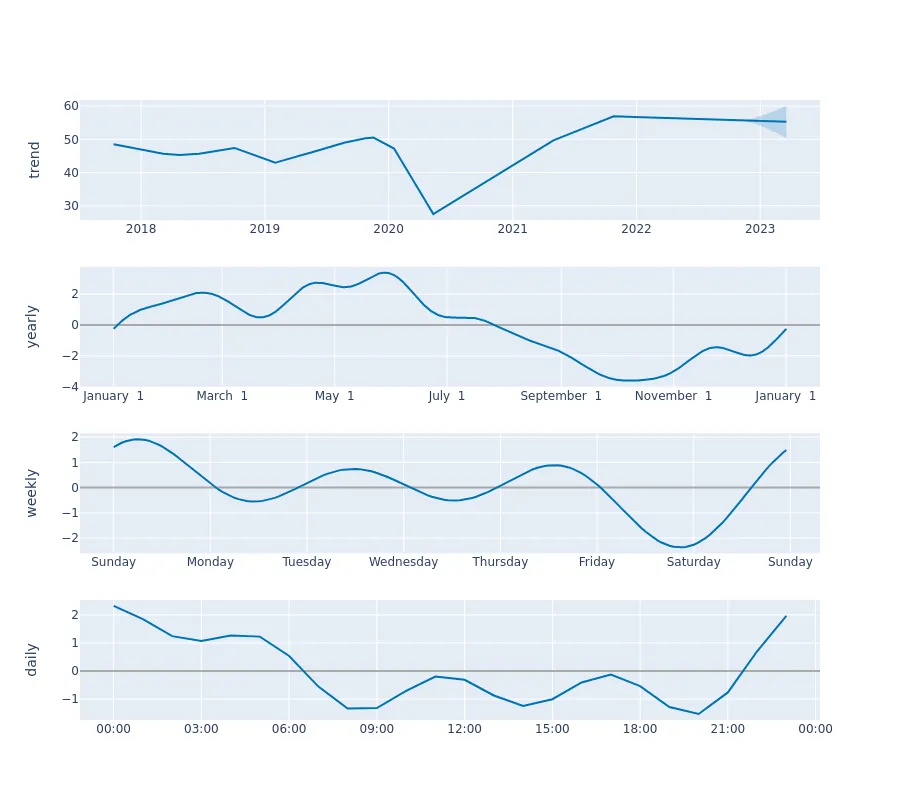 trend
60
50
40
30
2018 2019 2020 2021 2022 2023
yearly
2
0
−2
−4
January 1 March 1 May 1 July 1 September 1 November 1 January 1
weekly
2
1
0
−1
−2
Sunday Monday Tuesday Wednesday Thursday Friday Saturday Sunday
daily
2
1
0
−1
00:00 03:00 06:00 09:00 12:00 15:00 18:00 21:00 00:00